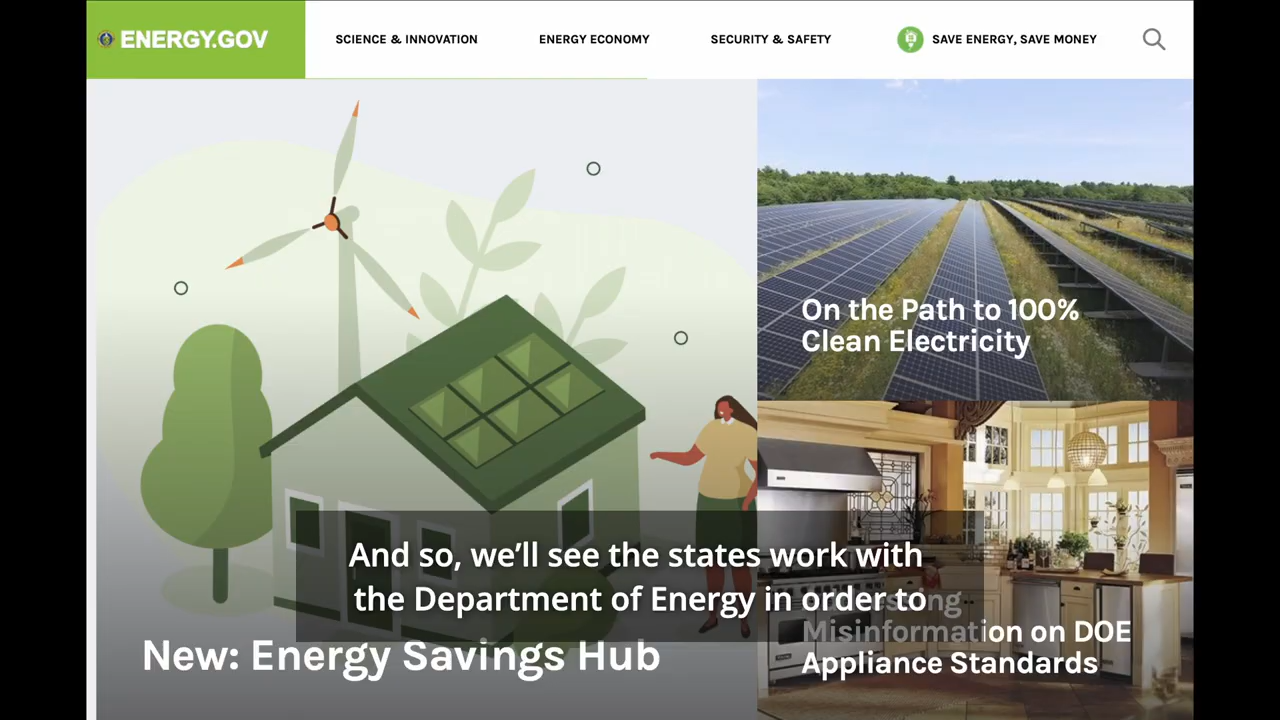 ENERGY.GOV
SCIENCE & INNOVATION
ENERGY ECONOMY
SECURITY & SAFETY
SAVE ENERGY, SAVE MONEY
On the Path to 100%
Clean Electricity
New: Energy Savings Hub
Misinformation on DOE
Appliance Standards
And so, we’ll see the states work with
the Department of Energy in order to